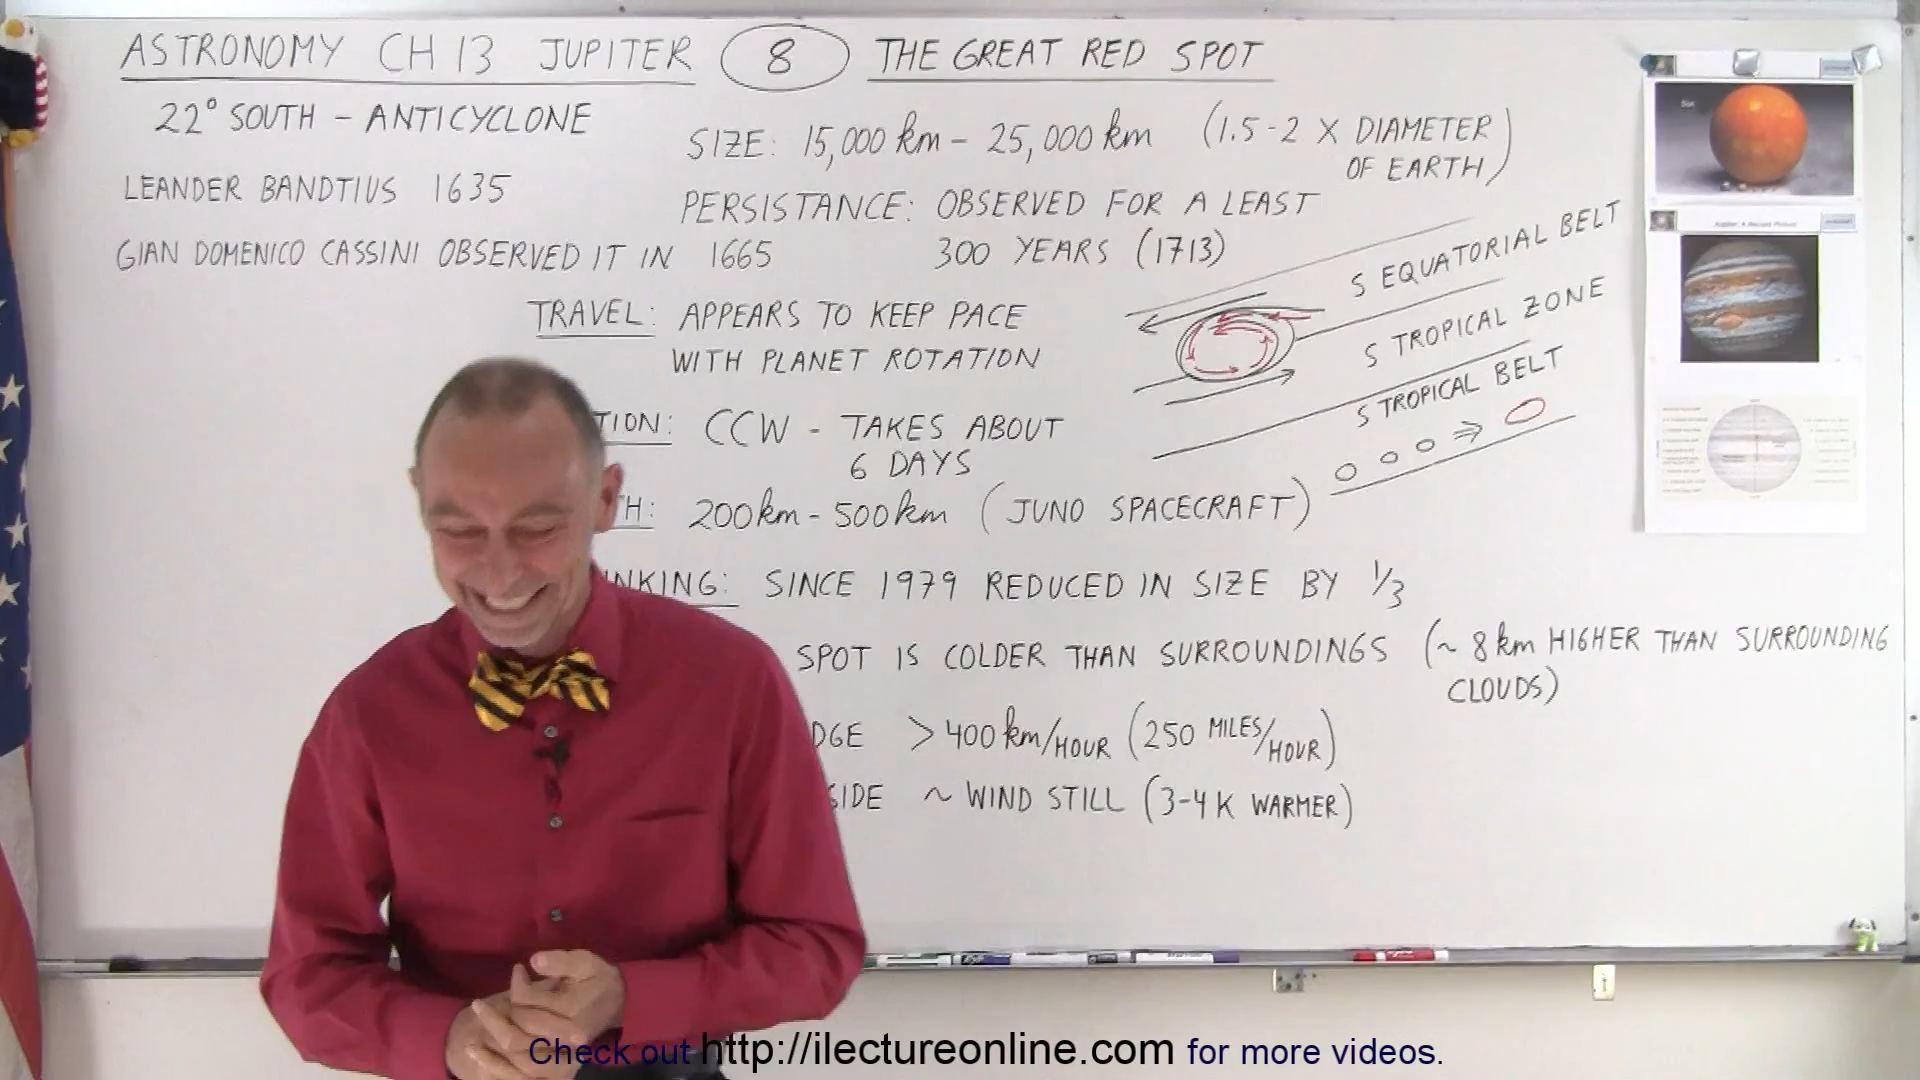 ASTRONOMY CH 13 JUPITER 8 THE GREAT RED SPOT
22° SOUTH – ANTICYCLONE
LEANDER BANDTIUS 1635
GIAN DOMENICO CASSINI OBSERVED IT IN 1665
SIZE: 15,000 km – 25,000 km (1.5-2 X DIAMETER
OF EARTH)
PERSISTANCE: OBSERVED FOR A LEAST
300 YEARS (1713)
TRAVEL: APPEARS TO KEEP PACE
WITH PLANET ROTATION
S EQUATORIAL BELT
S TROPICAL ZONE
S TROPICAL BELT
TION: CCW - TAKES ABOUT
6 DAYS
H: 200km - 500km (JUNO SPACECRAFT)
NKING: SINCE 1979 REDUCED IN SIZE BY 1/3
SPOT IS COLDER THAN SURROUNDINGS (~ 8 km HIGHER THAN SURROUNDING
CLOUDS)
DGE > 400 km/HOUR (250 MILES/HOUR)
SIDE ~ WIND STILL (3-4 K WARMER)
Check out http://ilectureonline.com for more videos.